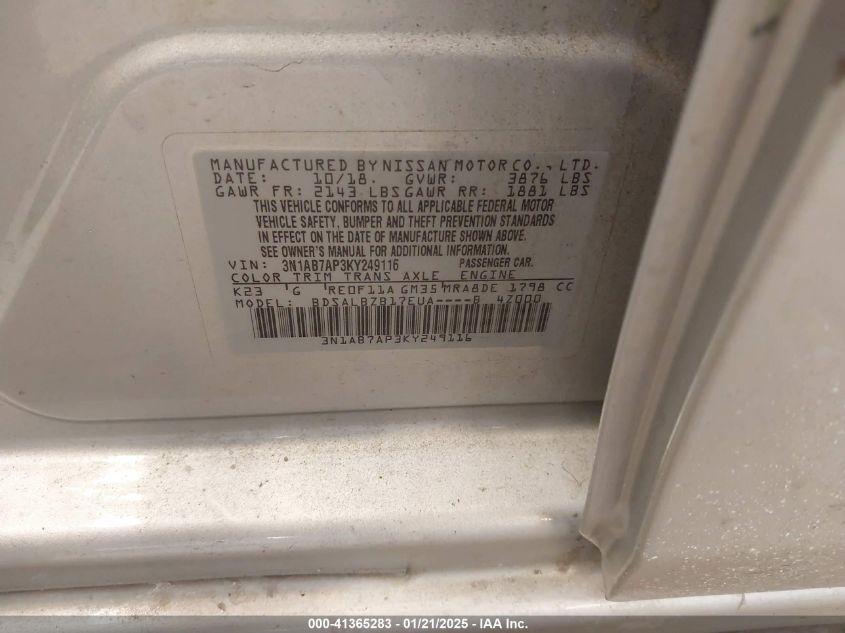 MANUFACTURED BY NISSAN MOTOR CO., LTD.
DATE: 10/18. GVWR: 3876 LBS
GAWR FR: 2143 LBS GAWR RR: 1881 LBS
THIS VEHICLE CONFORMS TO ALL APPLICABLE FEDERAL MOTOR
VEHICLE SAFETY, BUMPER AND THEFT PREVENTION STANDARDS
IN EFFECT ON THE DATE OF MANUFACTURE SHOWN ABOVE.
SEE OWNER'S MANUAL FOR ADDITIONAL INFORMATION.
VIN: 3N1AB7AP3KY249116 PASSENGER CAR.
COLOR TRIM TRANS AXLE ENGINE
K23 G RE0F11A GM35 MRA8DE 1798 CC
MODEL: BDSALBZB17EUA----B 4Z000
3N1AB7AP3KY249116
000-41365283 - 01/21/2025 - IAA Inc.